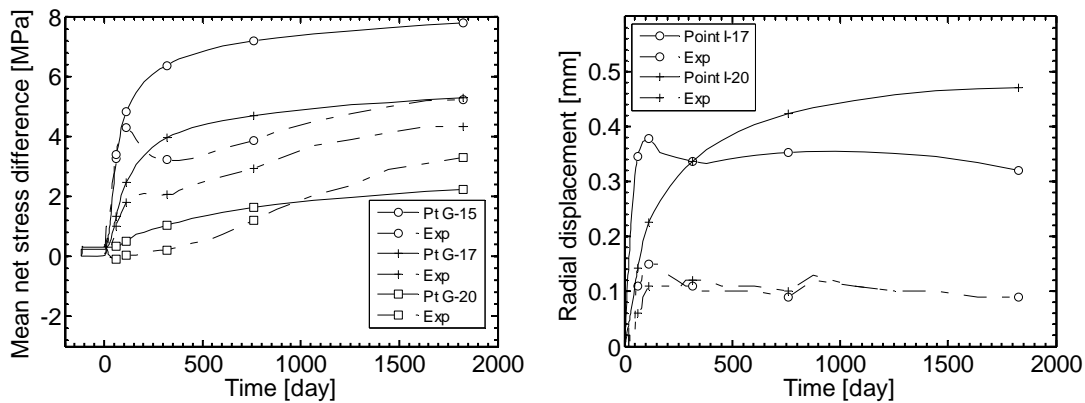 Mean net stress difference [MPa]
8
6
4
2
0
-2
0
500
1000
1500
2000
Time [day]
Pt G-15
Exp
Pt G-17
Exp
Pt G-20
Exp
Radial displacement [mm]
0.5
0.4
0.3
0.2
0.1
0
0
500
1000
1500
2000
Time [day]
Point I-17
Exp
Point I-20
Exp